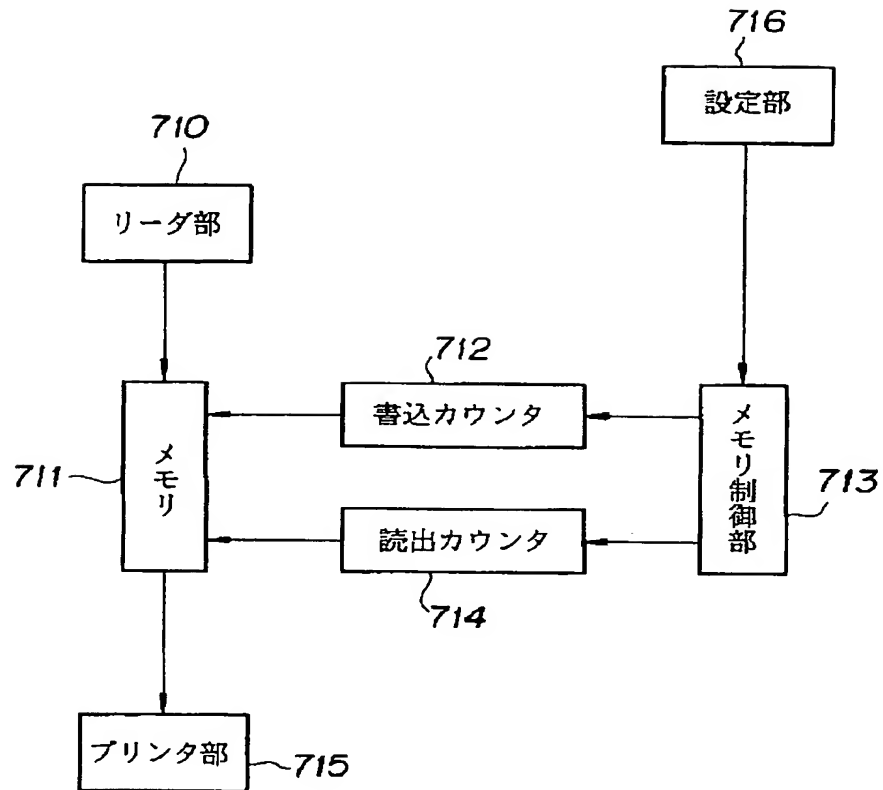 716
設定部
710
リーダ部
712
書込カウンタ
メモリ
711
メモリ制御部
713
読出カウンタ
714
プリンタ部
715